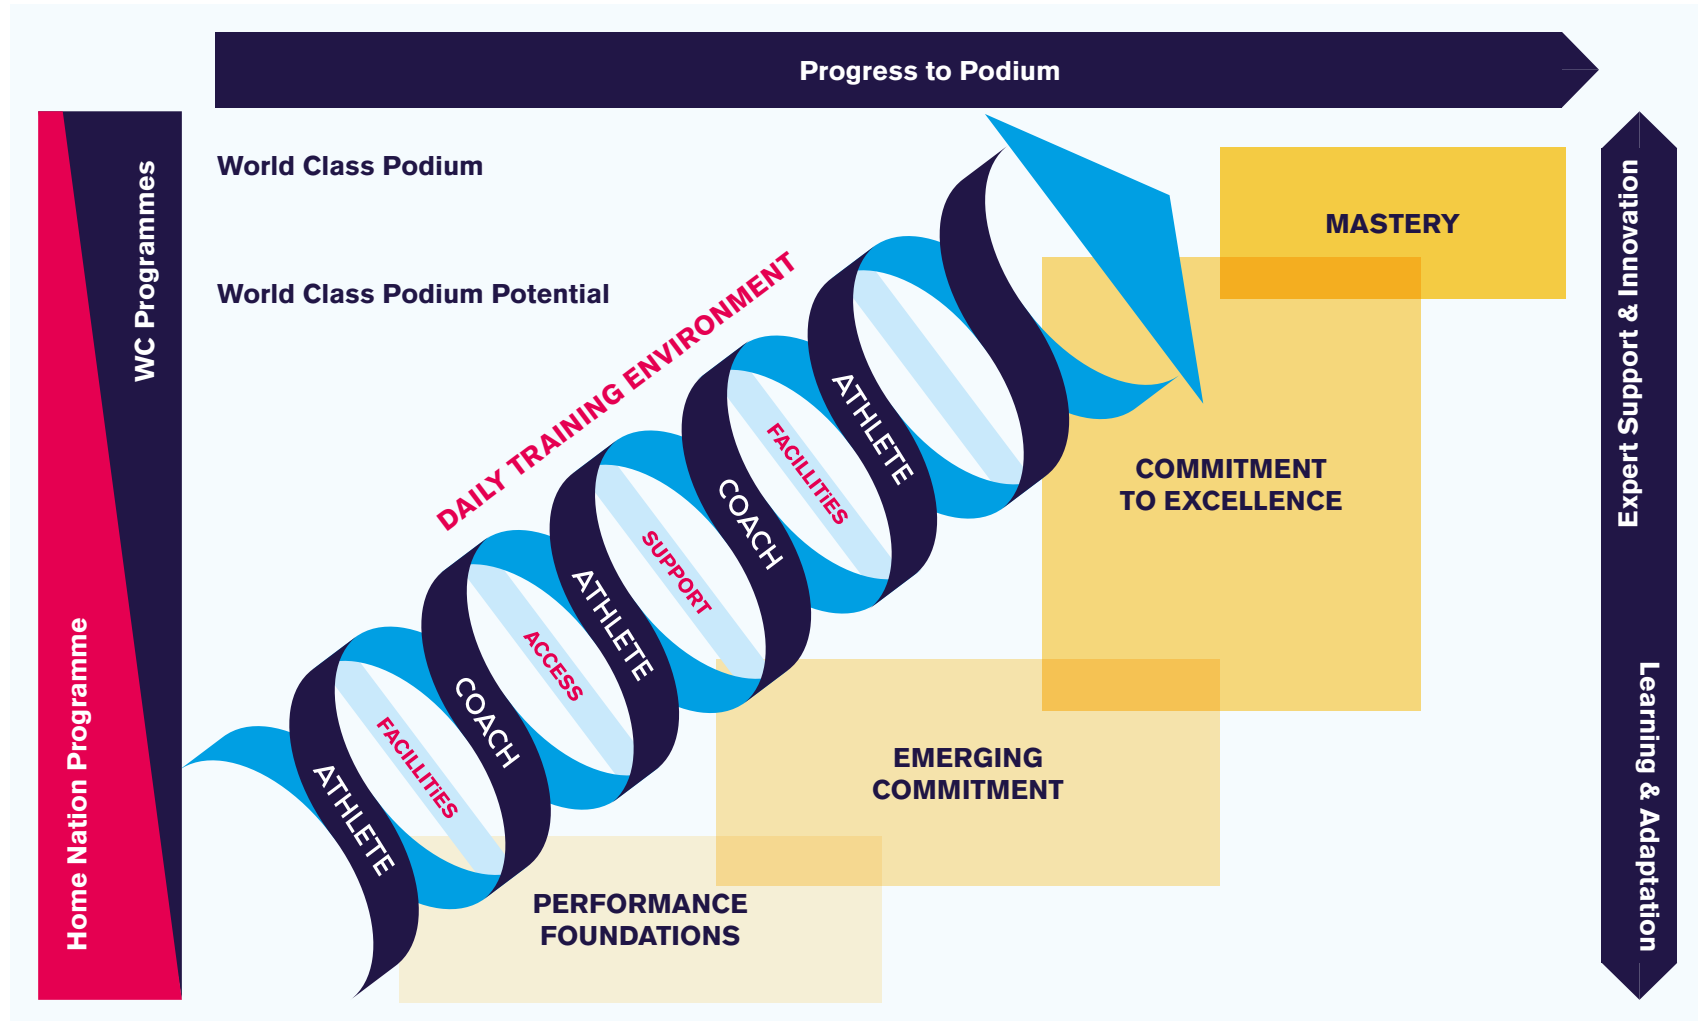 Progress to Podium
WC Programmes
Home Nation Programme
World Class Podium
World Class Podium Potential
DAILY TRAINING ENVIRONMENT
ATHLETE
FACILLITiES
COACH
ACCESS
ATHLETE
SUPPORT
COACH
FACILLITiES
ATHLETE
MASTERY
COMMITMENT
TO EXCELLENCE
EMERGING
COMMITMENT
PERFORMANCE
FOUNDATIONS
Expert Support & Innovation
Learning & Adaptation